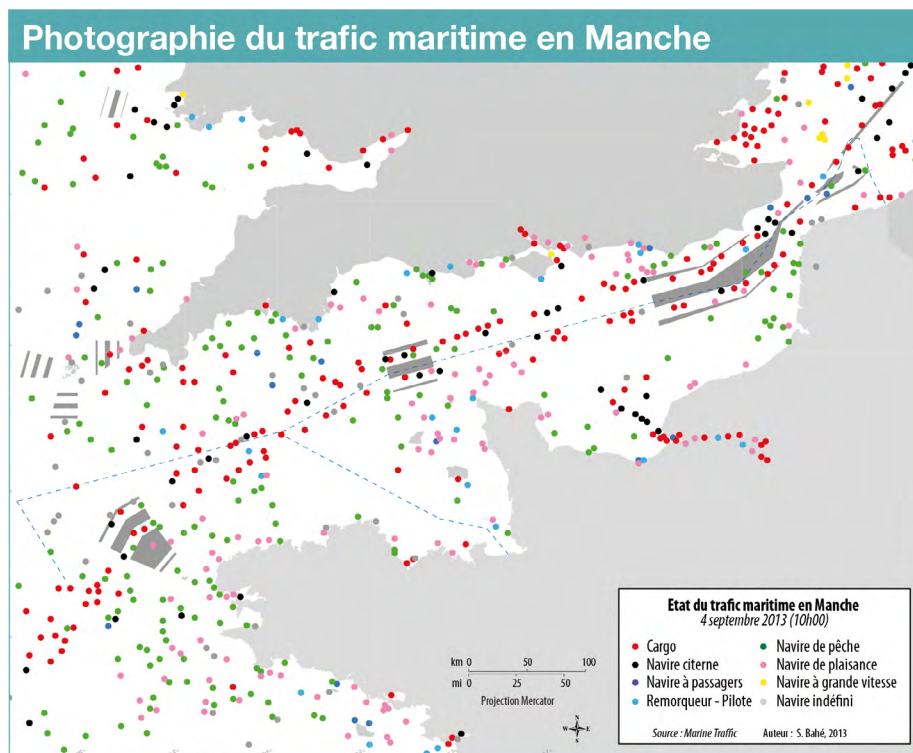 Photographie du trafic maritime en Manche
km 0 50 100
mi 0 25 50
Projection Mercator
N
W E
S
Etat du trafic maritime en Manche
4 septembre 2013 (10h00)
Cargo
Navire citerne
Navire à passagers
Remorqueur - Pilote
Navire de pêche
Navire de plaisance
Navire à grande vitesse
Navire indéfini
Source : Marine Traffic Auteur : S. Bahé, 2013